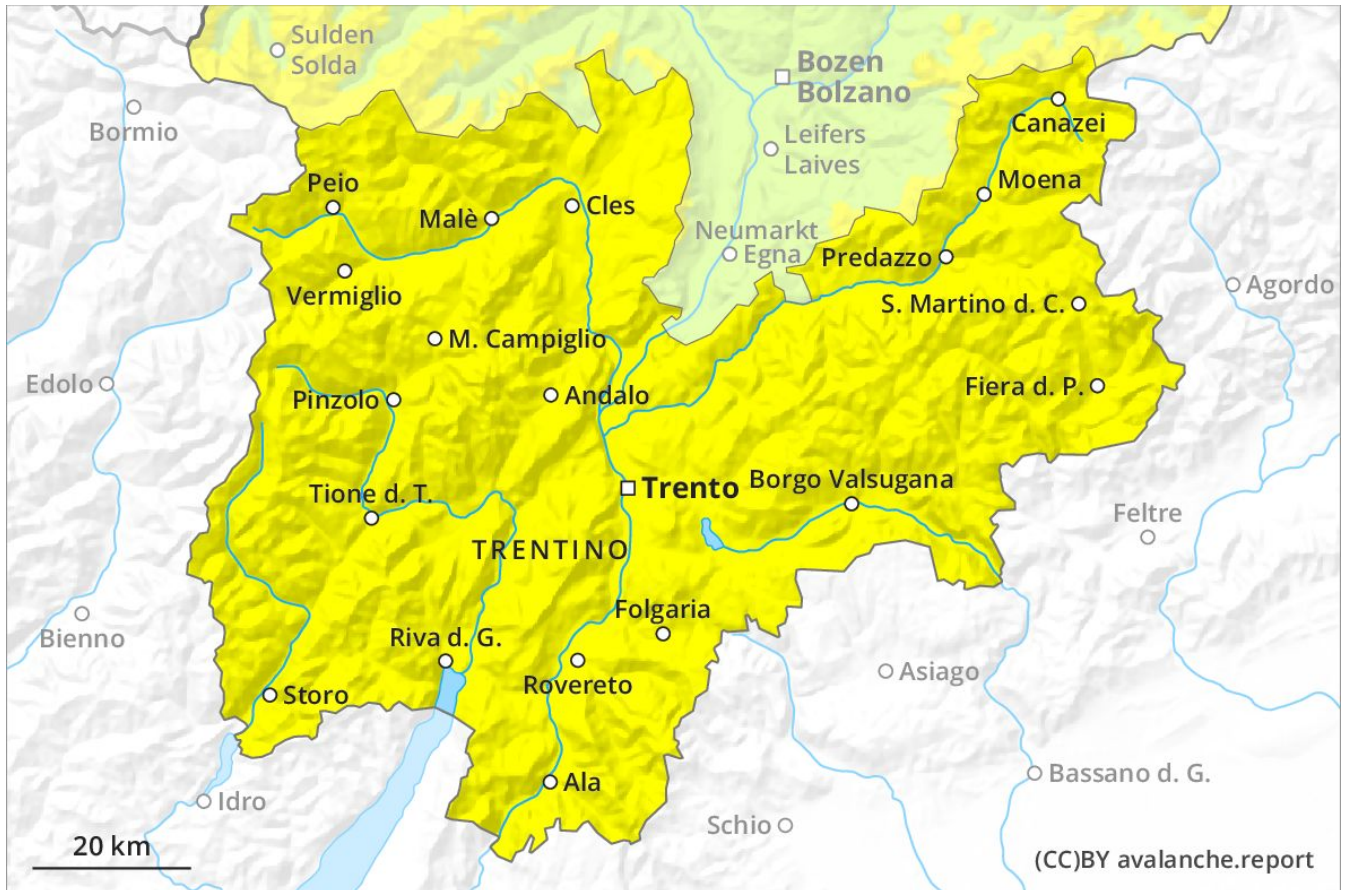 Sulden
Solda
Bozen
Bolzano
Bormio
Canazei
Leifers
Laives
Moena
Peio
Malè
Cles
Neumarkt
Egna
Predazzo
Vermiglio
Agordo
S. Martino d. C.
M. Campiglio
Edolo
Pinzolo
Andalo
Fiera d. P.
Trento
Borgo Valsugana
Tione d. T.
Feltre
TRENTINO
Folgaria
Bienno
Riva d. G.
Asiago
Rovereto
Storo
Bassano d. G.
Ala
Idro
Schio
20 km
(CC)BY avalanche.report